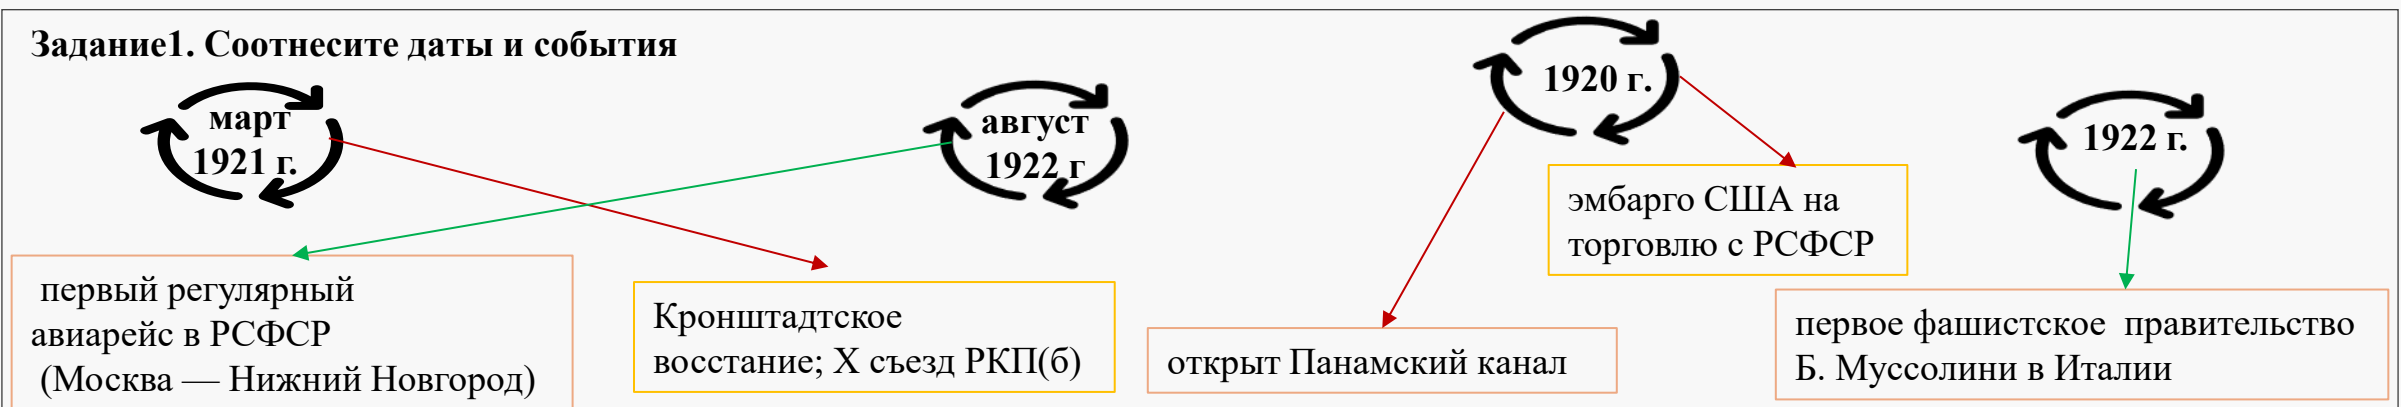 Задание1. Соотнесите даты и события
март
1921 г.
август
1922 г
1920 г.
1922 г.
эмбарго США на
торговлю с РСФСР
первый регулярный
авиарейс в РСФСР
(Москва — Нижний Новгород)
Кронштадтское
восстание; X съезд РКП(б)
открыт Панамский канал
первое фашистское правительство
Б. Муссолини в Италии